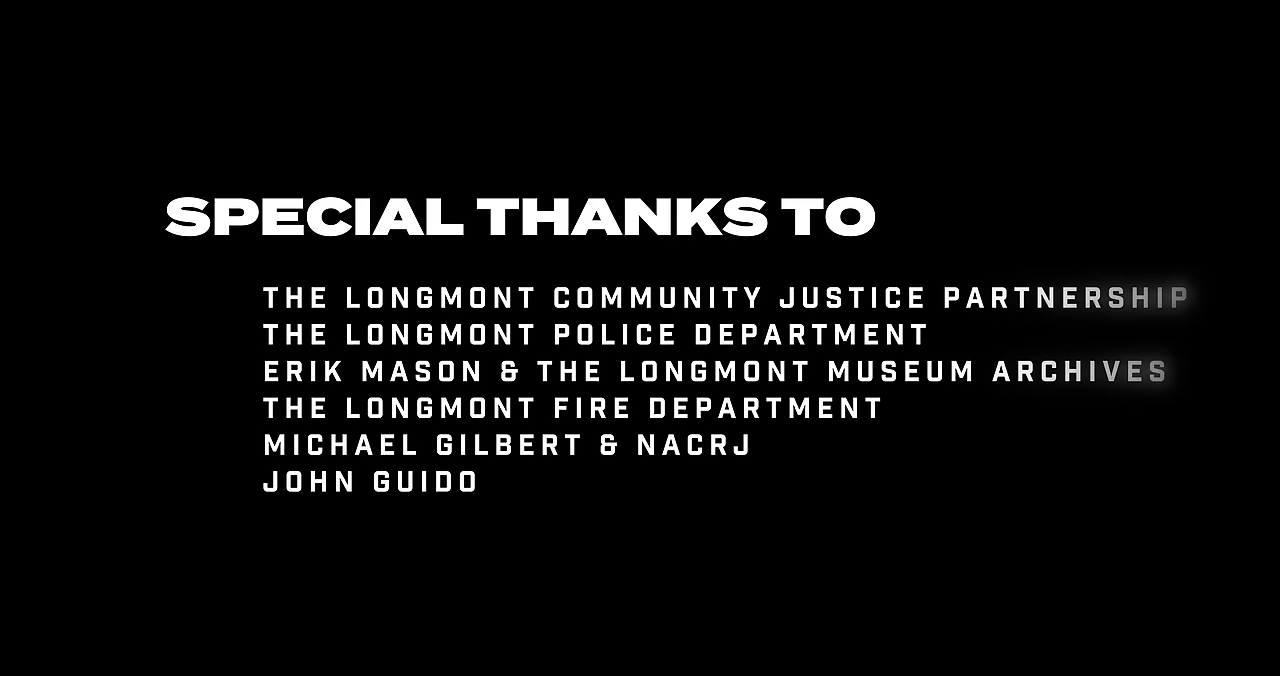 SPECIAL THANKS TO
THE LONGMONT COMMUNITY JUSTICE PARTNERSHIP
THE LONGMONT POLICE DEPARTMENT
ERIK MASON & THE LONGMONT MUSEUM ARCHIVES
THE LONGMONT FIRE DEPARTMENT
MICHAEL GILBERT & NACRJ
JOHN GUIDO